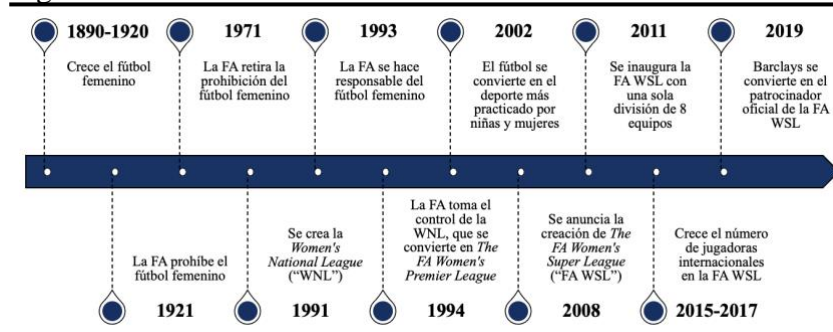 1890-1920
Crece el fútbol
femenino
1971
La FA retira la
prohibición del
fútbol femenino
1993
La FA se hace
responsable del
fútbol femenino
2002
El fútbol se
convierte en el
deporte más
practicado por
niñas y mujeres
2011
Se inaugura la
FA WSL con
una sola
división de 8
equipos
2019
Barclays se
convierte en el
patrocinador
oficial de la FA
WSL
La FA prohíbe el
fútbol femenino
1921
Se crea la
Women's
National League
("WNL")
1991
La FA toma el
control de la
WNL, que se
convierte en The
FA Women's
Premier League
1994
Se anuncia la
creación de The
FA Women's
Super League
("FA WSL")
2008
Crece el número
de jugadoras
internacionales
en la FA WSL
2015-2017